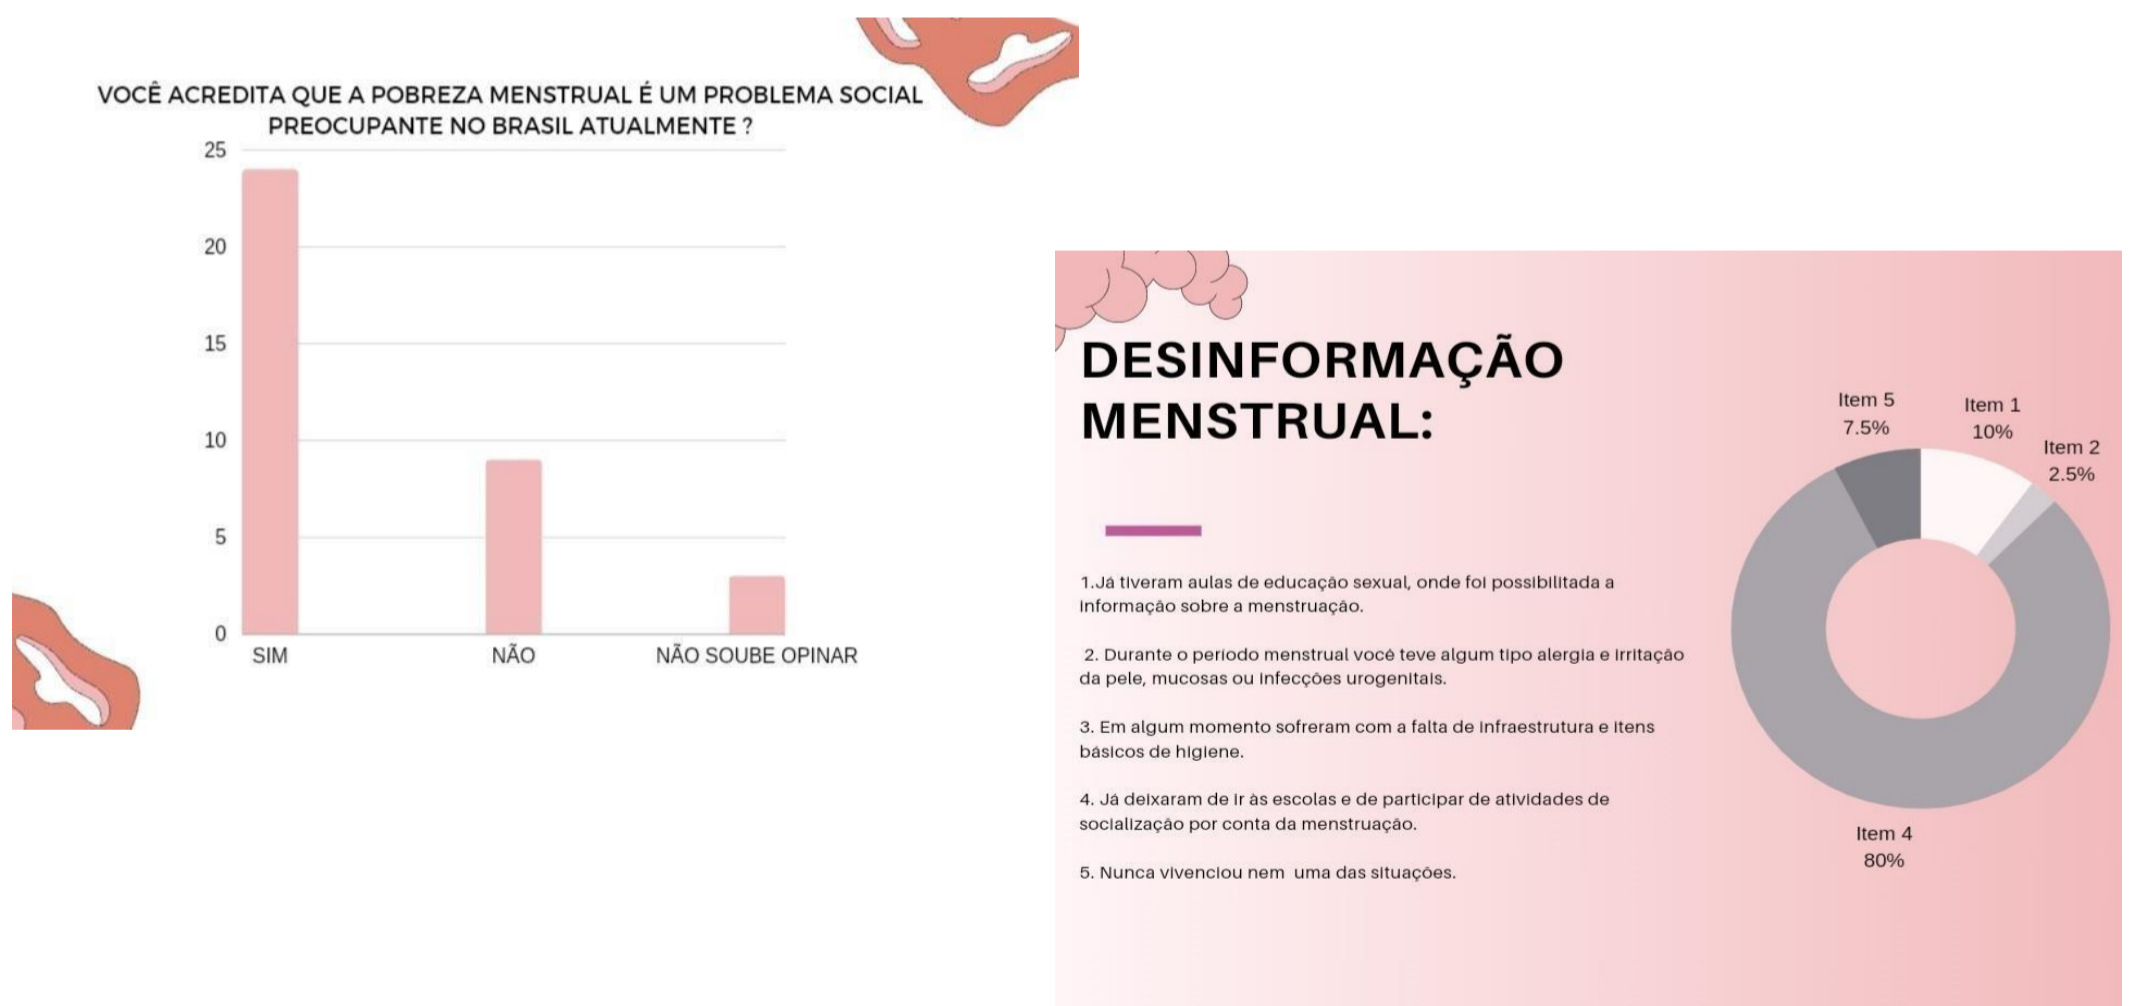 VOCÊ ACREDITA QUE A POBREZA MENSTRUAL É UM PROBLEMA SOCIAL
PREOCUPANTE NO BRASIL ATUALMENTE ?
25
20
15
10
5
0
SIM
NÃO
NÃO SOUBE OPINAR
DESINFORMAÇÃO
MENSTRUAL:
1.Já tiveram aulas de educação sexual, onde foi possibilitada a
informação sobre a menstruação.
2. Durante o período menstrual você teve algum tipo alergia e irritação
da pele, mucosas ou infecções urogenitais.
3. Em algum momento sofreram com a falta de infraestrutura e itens
básicos de higiene.
4. Já deixaram de ir às escolas e de participar de atividades de
socialização por conta da menstruação.
5. Nunca vivenciou nem  uma das situações.
Item 5
7.5%
Item 1
10%
Item 2
2.5%
Item 4
80%